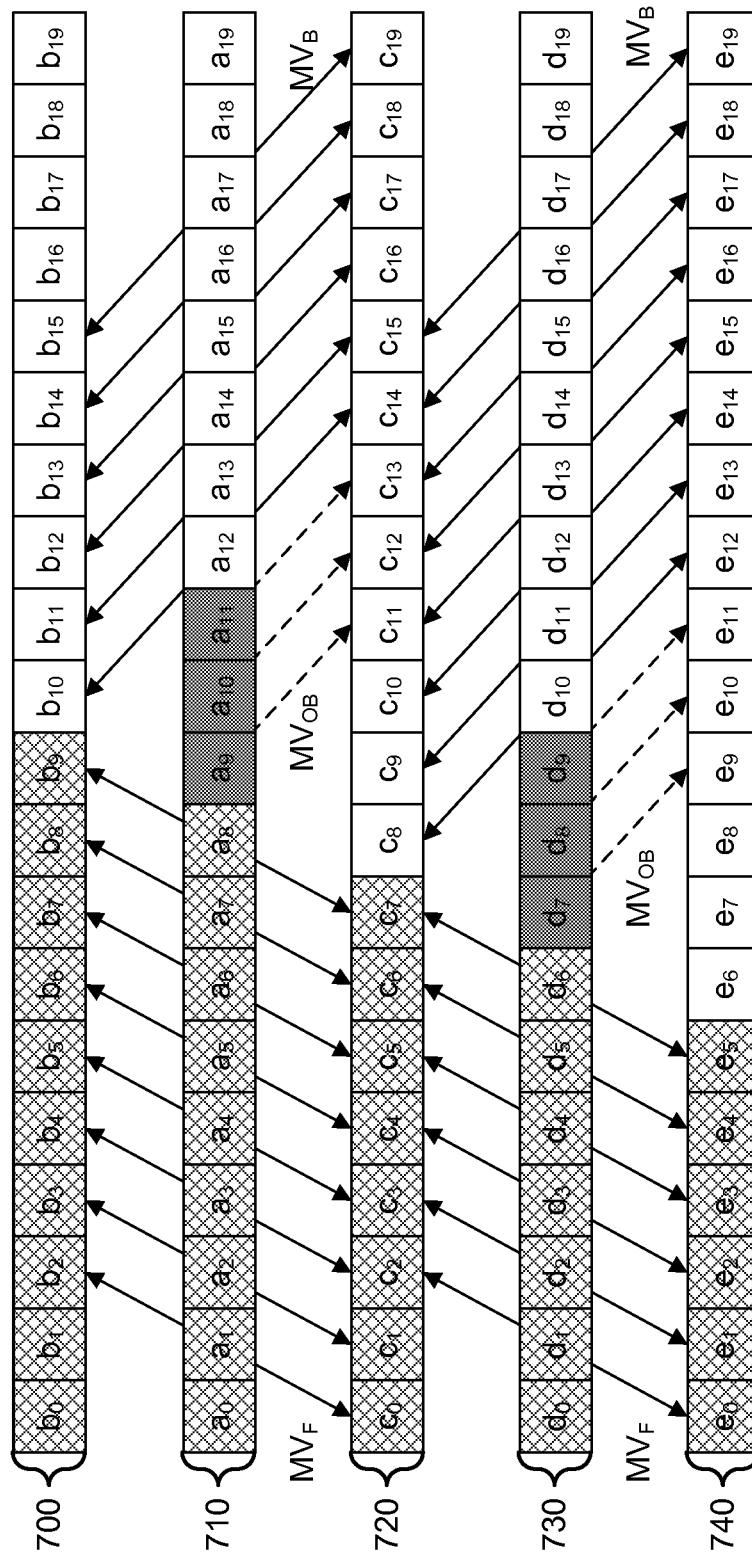 700 b0 b1 b2 b3 b4 b5 b6 b7 b8 b9 b10 b11 b12 b13 b14 b15 b16 b17 b18 b19
710 a0 a1 a2 a3 a4 a5 a6 a7 a8 a9 a10 a11 a12 a13 a14 a15 a16 a17 a18 a19
MVF MVOB MVB
720 c0 c1 c2 c3 c4 c5 c6 c7 c8 c9 c10 c11 c12 c13 c14 c15 c16 c17 c18 c19
730 d0 d1 d2 d3 d4 d5 d6 d7 d8 d9 d10 d11 d12 d13 d14 d15 d16 d17 d18 d19
MVF MVOB MVB
740 e0 e1 e2 e3 e4 e5 e6 e7 e8 e9 e10 e11 e12 e13 e14 e15 e16 e17 e18 e19